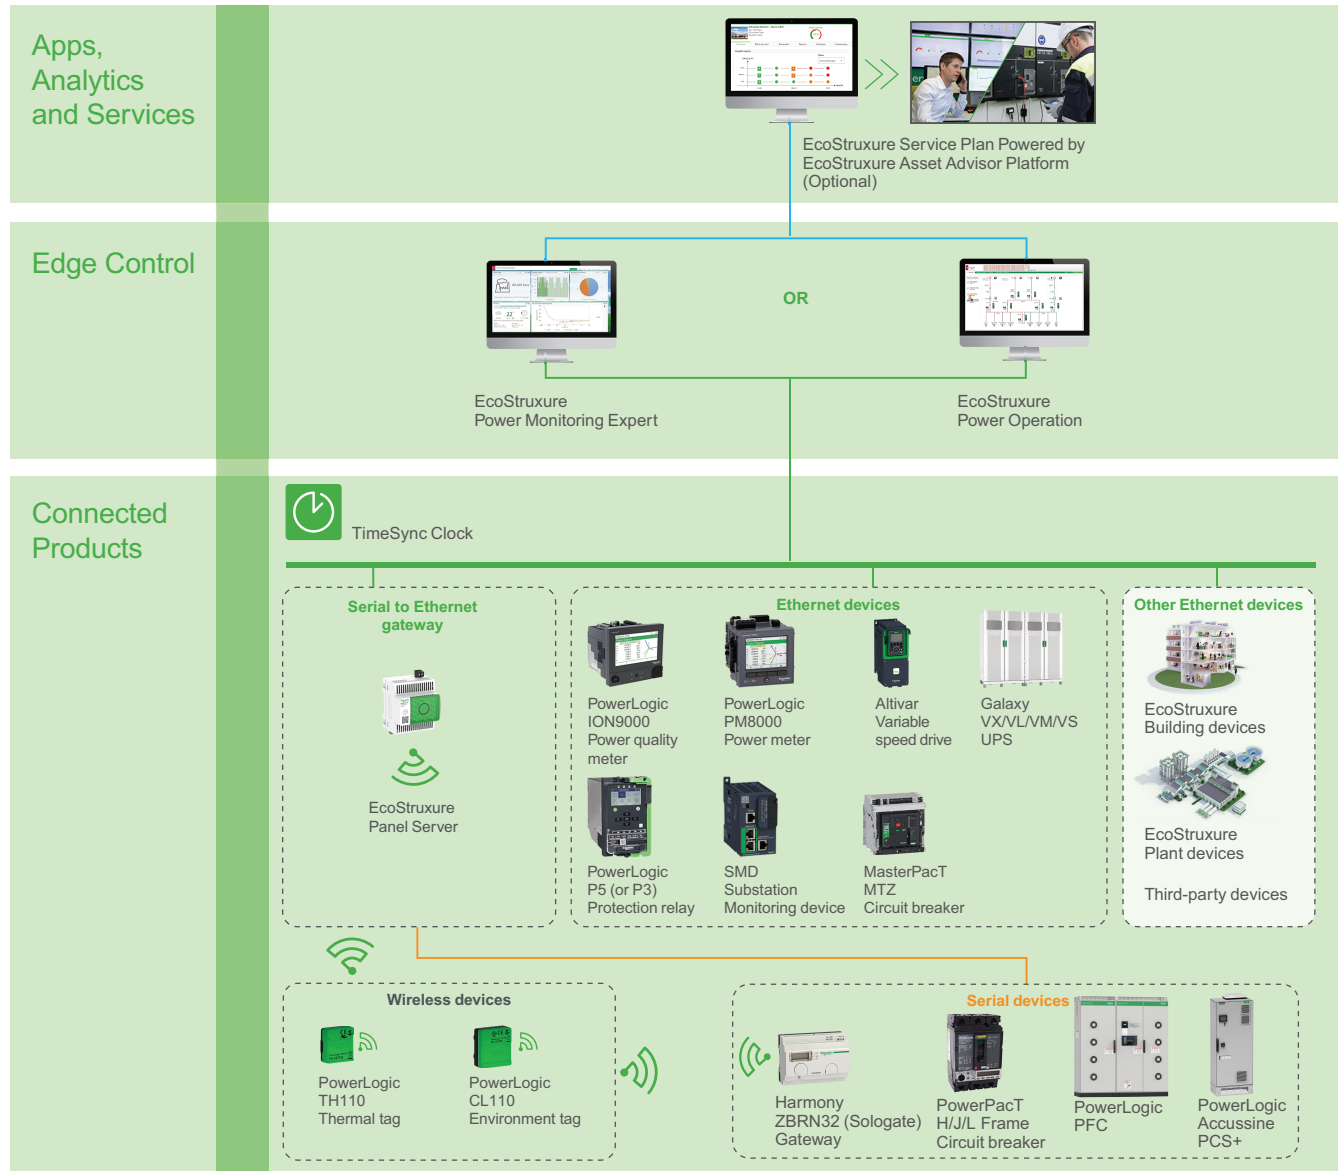 Apps,
Analytics
and Services
EcoStruxure Service Plan Powered by
EcoStruxure Asset Advisor Platform
(Optional)
Edge Control
OR
EcoStruxure
Power Monitoring Expert
EcoStruxure
Power Operation
Connected
Products
TimeSync Clock
Serial to Ethernet
gateway
EcoStruxure
Panel Server
Ethernet devices
PowerLogic
ION9000
Power quality
meter
PowerLogic
PM8000
Power meter
Altivar
Variable
speed drive
Galaxy
VX/VL/VM/VS
UPS
PowerLogic
P5 (or P3)
Protection relay
SMD
Substation
Monitoring device
MasterPacT
MTZ
Circuit breaker
Other Ethernet devices
EcoStruxure
Building devices
EcoStruxure
Plant devices
Third-party devices
Wireless devices
PowerLogic
TH110
Thermal tag
PowerLogic
CL110
Environment tag
Serial devices
Harmony
ZBRN32 (Sologate)
Gateway
PowerPacT
H/J/L Frame
Circuit breaker
PowerLogic
PFC
PowerLogic
Accussine
PCS+